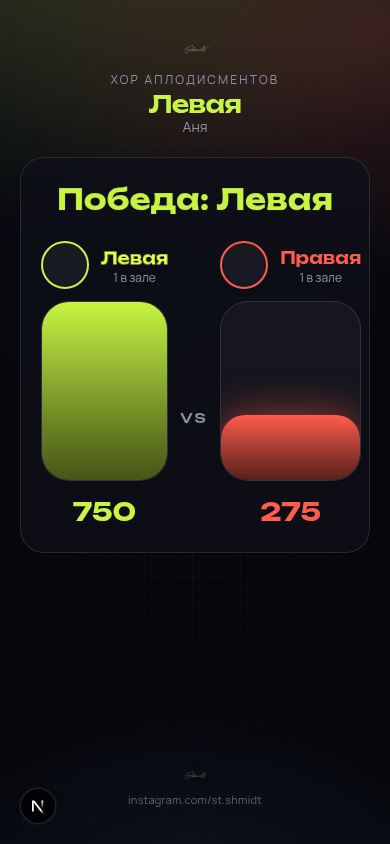 ХОР АПЛОДИСМЕНТОВ
Левая
Аня
Победа: Левая
Левая
1 в зале
Правая
1 в зале
VS
750
275
instagram.com/st.shmidt
N